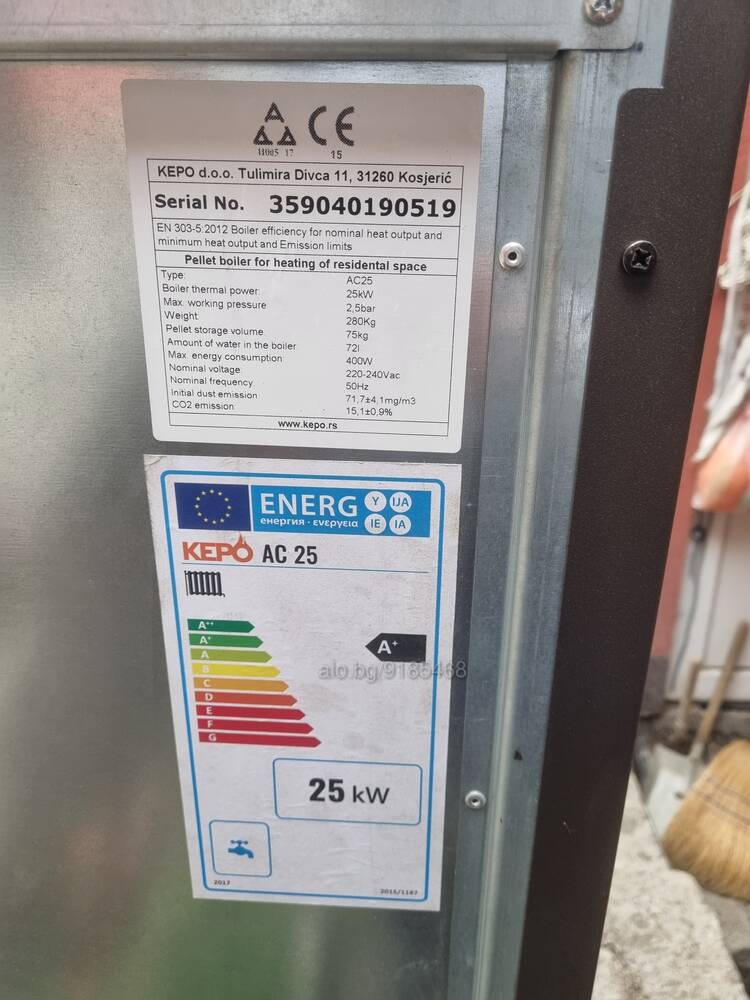 CE
11005 17
15
KEPO d.o.o. Tulimira Divca 11, 31260 Kosjerić
Serial No. 359040190519
EN 303-5:2012 Boiler efficiency for nominal heat output and
minimum heat output and Emission limits
Pellet boiler for heating of residental space
Type: AC25
Boiler thermal power: 25kW
Max. working pressure 2,5bar
Weight: 280Kg
Pellet storage volume: 75kg
Amount of water in the boiler: 72l
Max. energy consumption: 400W
Nominal voltage: 220-240Vac
Nominal frequency: 50Hz
Initial dust emission 71,7±4,1mg/m3
CO2 emission: 15,1±0,9%
www.kepo.rs
ENERG Y IJA
енергия · ενεργεια IE IA
KEPO AC 25
A++
A+
A
B
C
D
E
F
G
A+
alo.bg/9185468
25 kW
2017
2015/1187